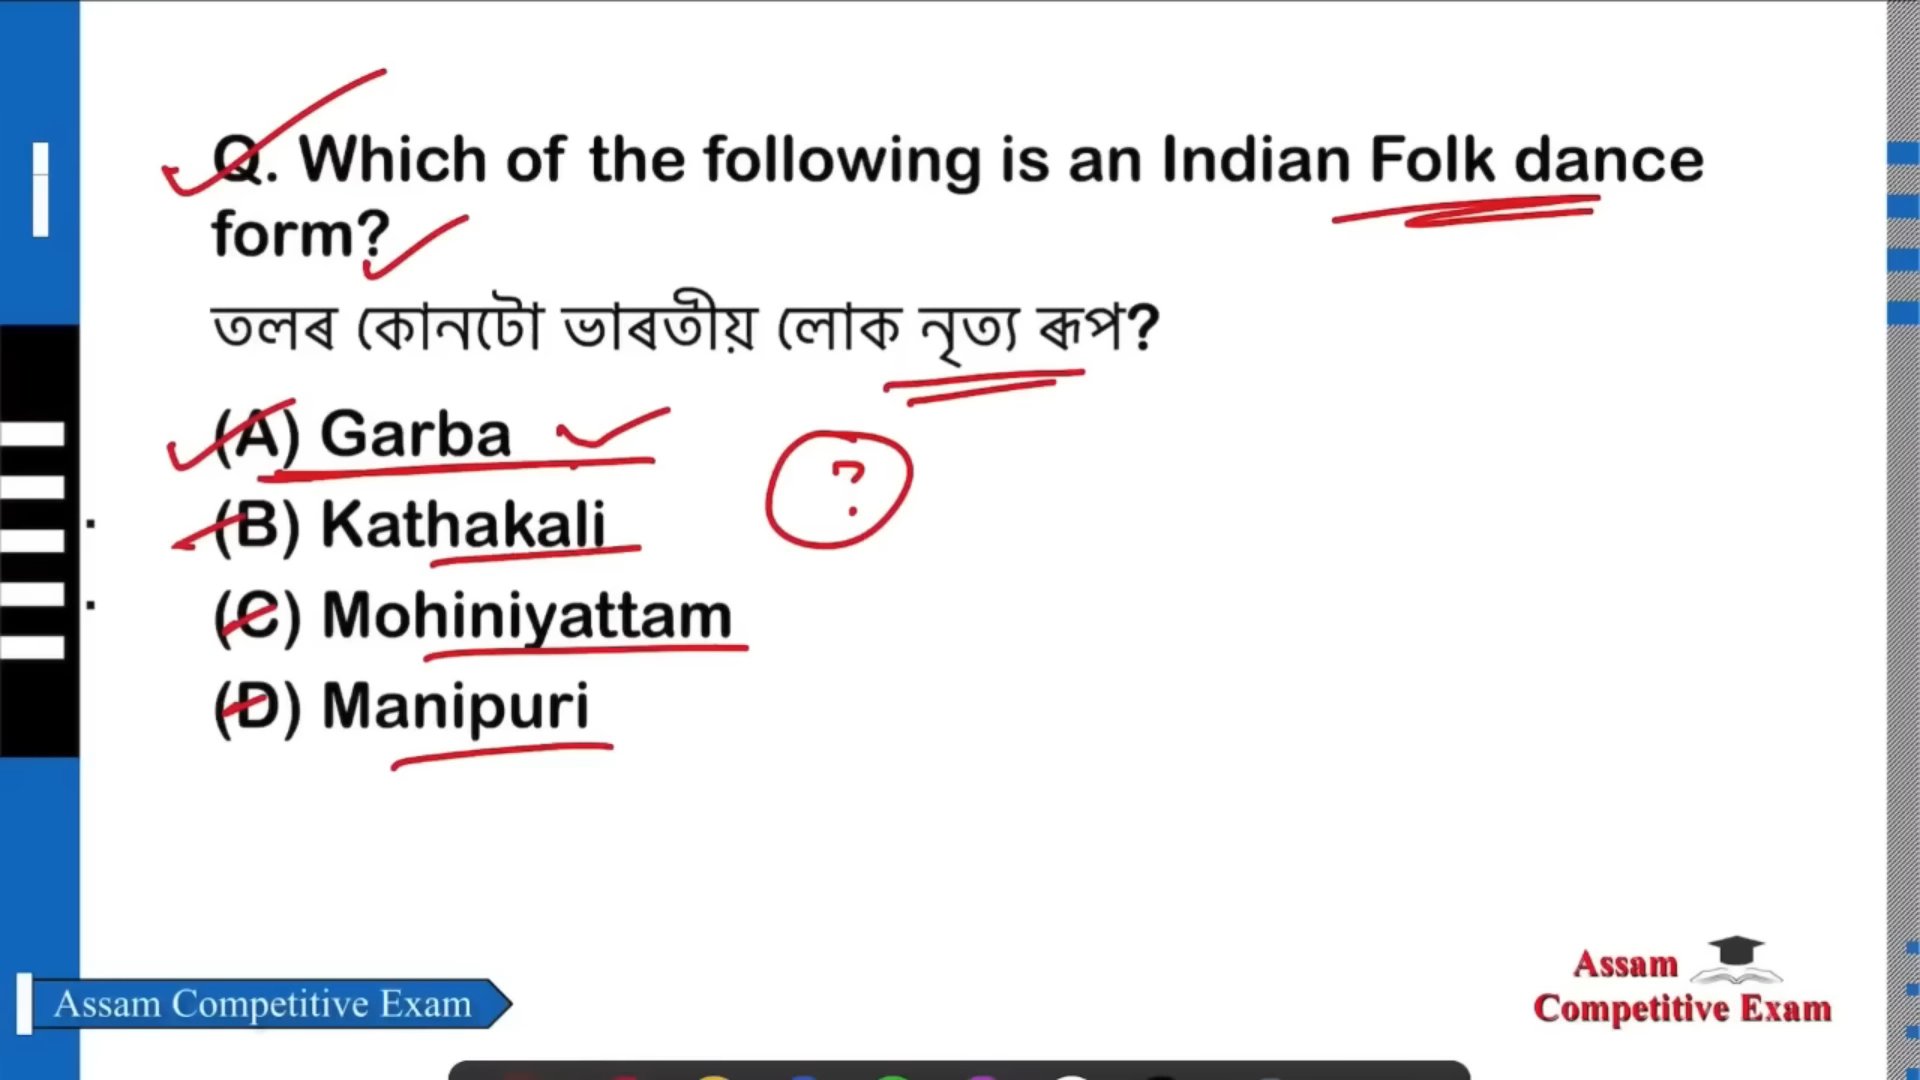 Q. Which of the following is an Indian Folk dance
form?
তলৰ কোনটো ভাৰতীয় লোক নৃত্য ৰূপ?
(A) Garba
?
(B) Kathakali
(C) Mohiniyattam
(D) Manipuri
Assam Competitive Exam
Assam
Competitive Exam